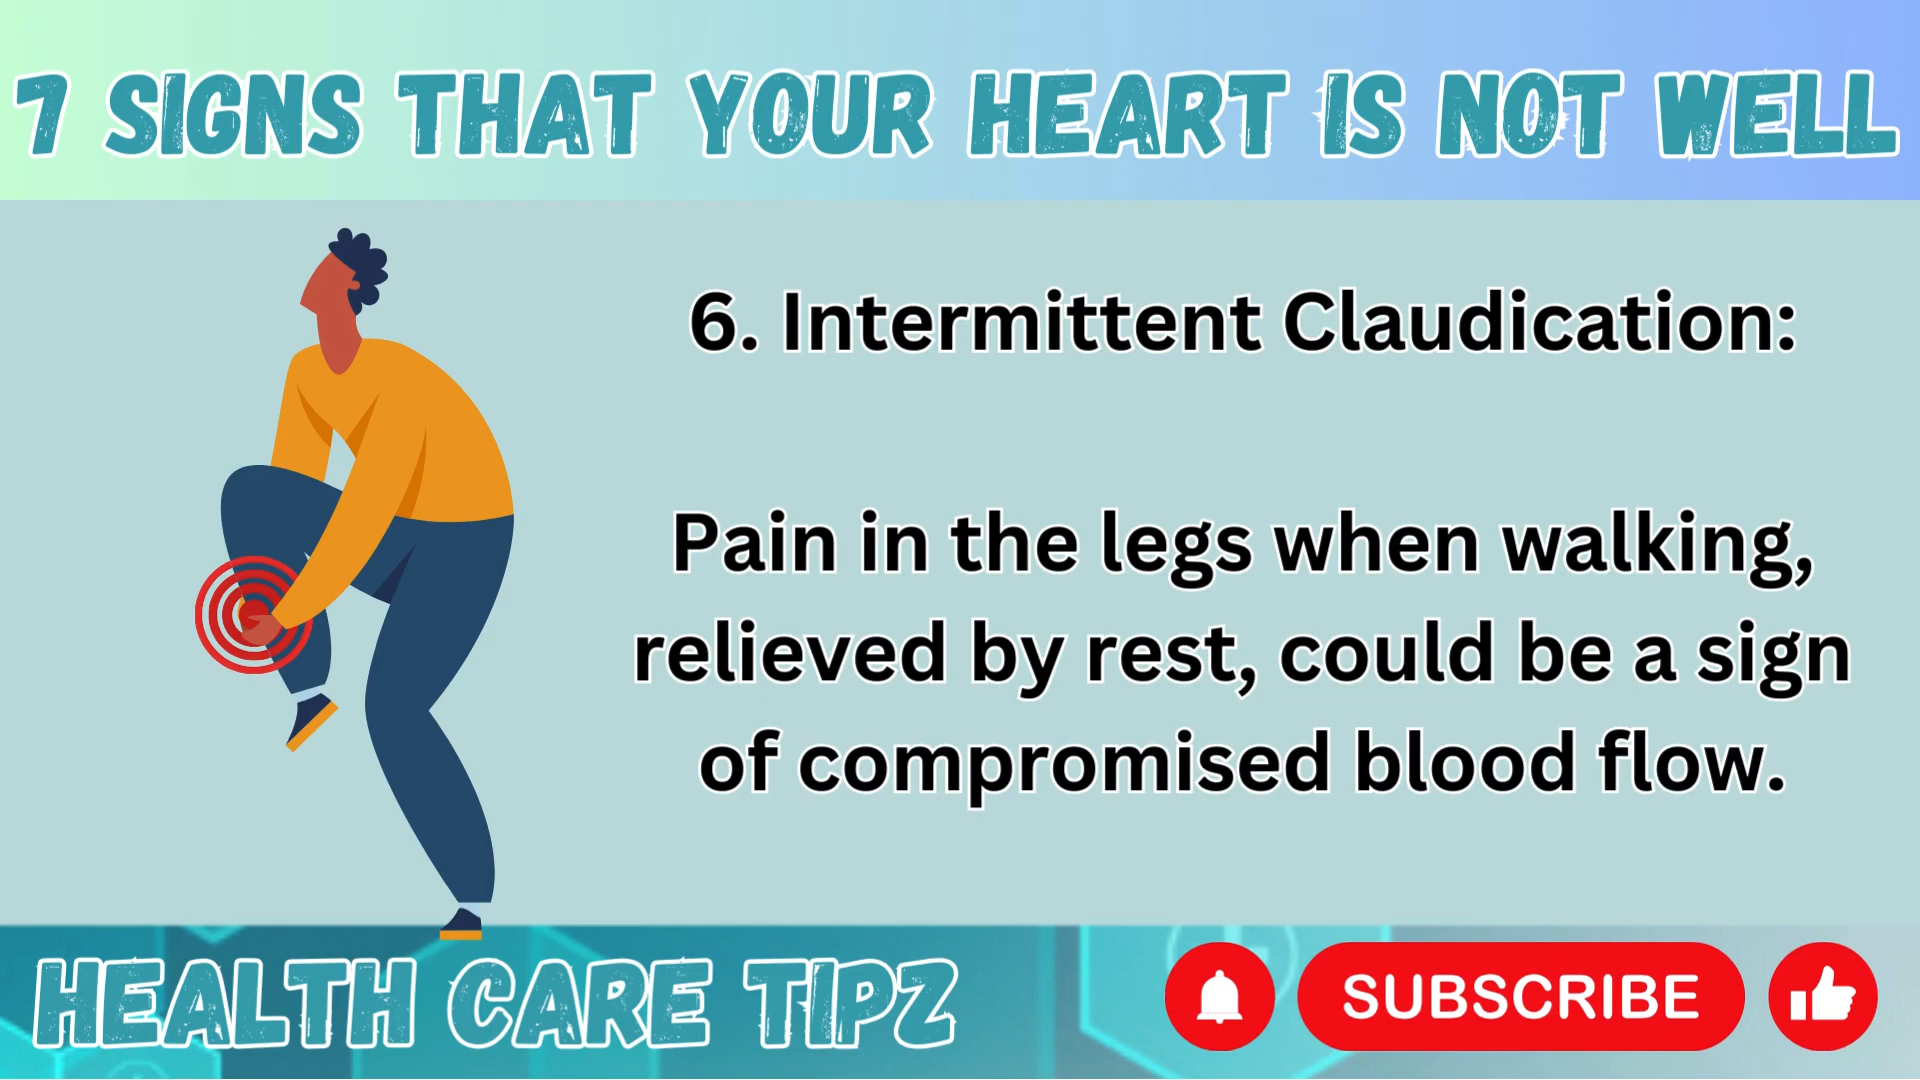 7 SIGNS THAT YOUR HEART IS NOT WELL
6. Intermittent Claudication:
Pain in the legs when walking,
relieved by rest, could be a sign
of compromised blood flow.
HEALTH CARE TIPZ
SUBSCRIBE